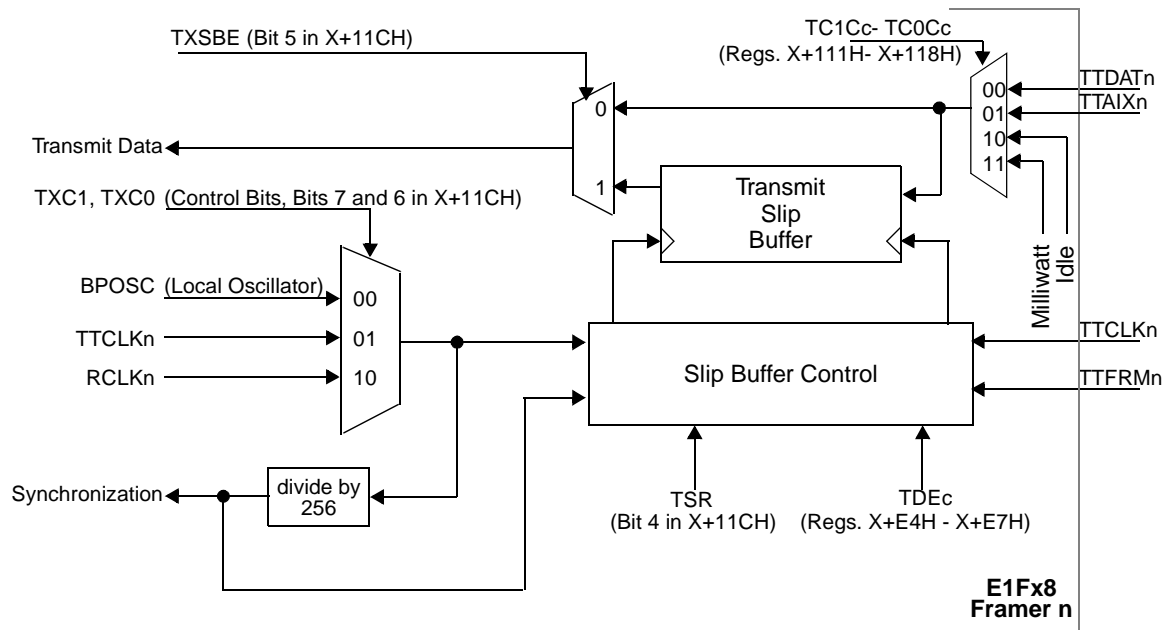 TXSBE (Bit 5 in X+11CH)
TC1Cc- TC0Cc
(Regs. X+111H- X+118H)
TTDATn
TTAIXn
00
01
10
11
0
1
Transmit Data
Transmit
Slip
Buffer
Milliwatt
Idle
TXC1, TXC0 (Control Bits, Bits 7 and 6 in X+11CH)
BPOSC (Local Oscillator)
TTCLKn
RCLKn
00
01
10
Slip Buffer Control
TTCLKn
TTFRMn
Synchronization
divide by
256
TSR
(Bit 4 in X+11CH)
TDEc
(Regs. X+E4H - X+E7H)
E1Fx8
Framer n